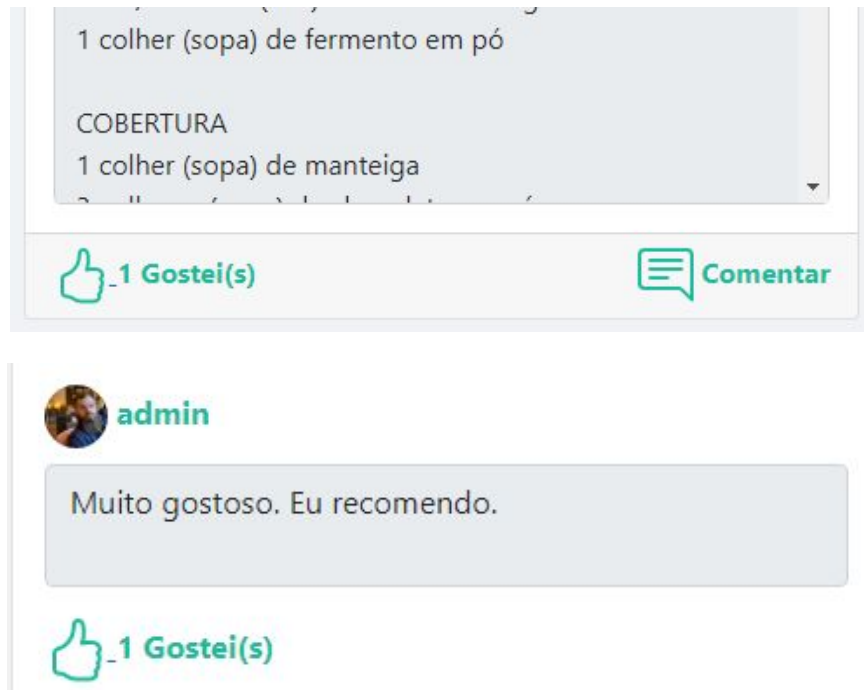 1 colher (sopa) de fermento em pó
COBERTURA
1 colher (sopa) de manteiga
1 Gostei(s)
Comentar
admin
Muito gostoso. Eu recomendo.
1 Gostei(s)